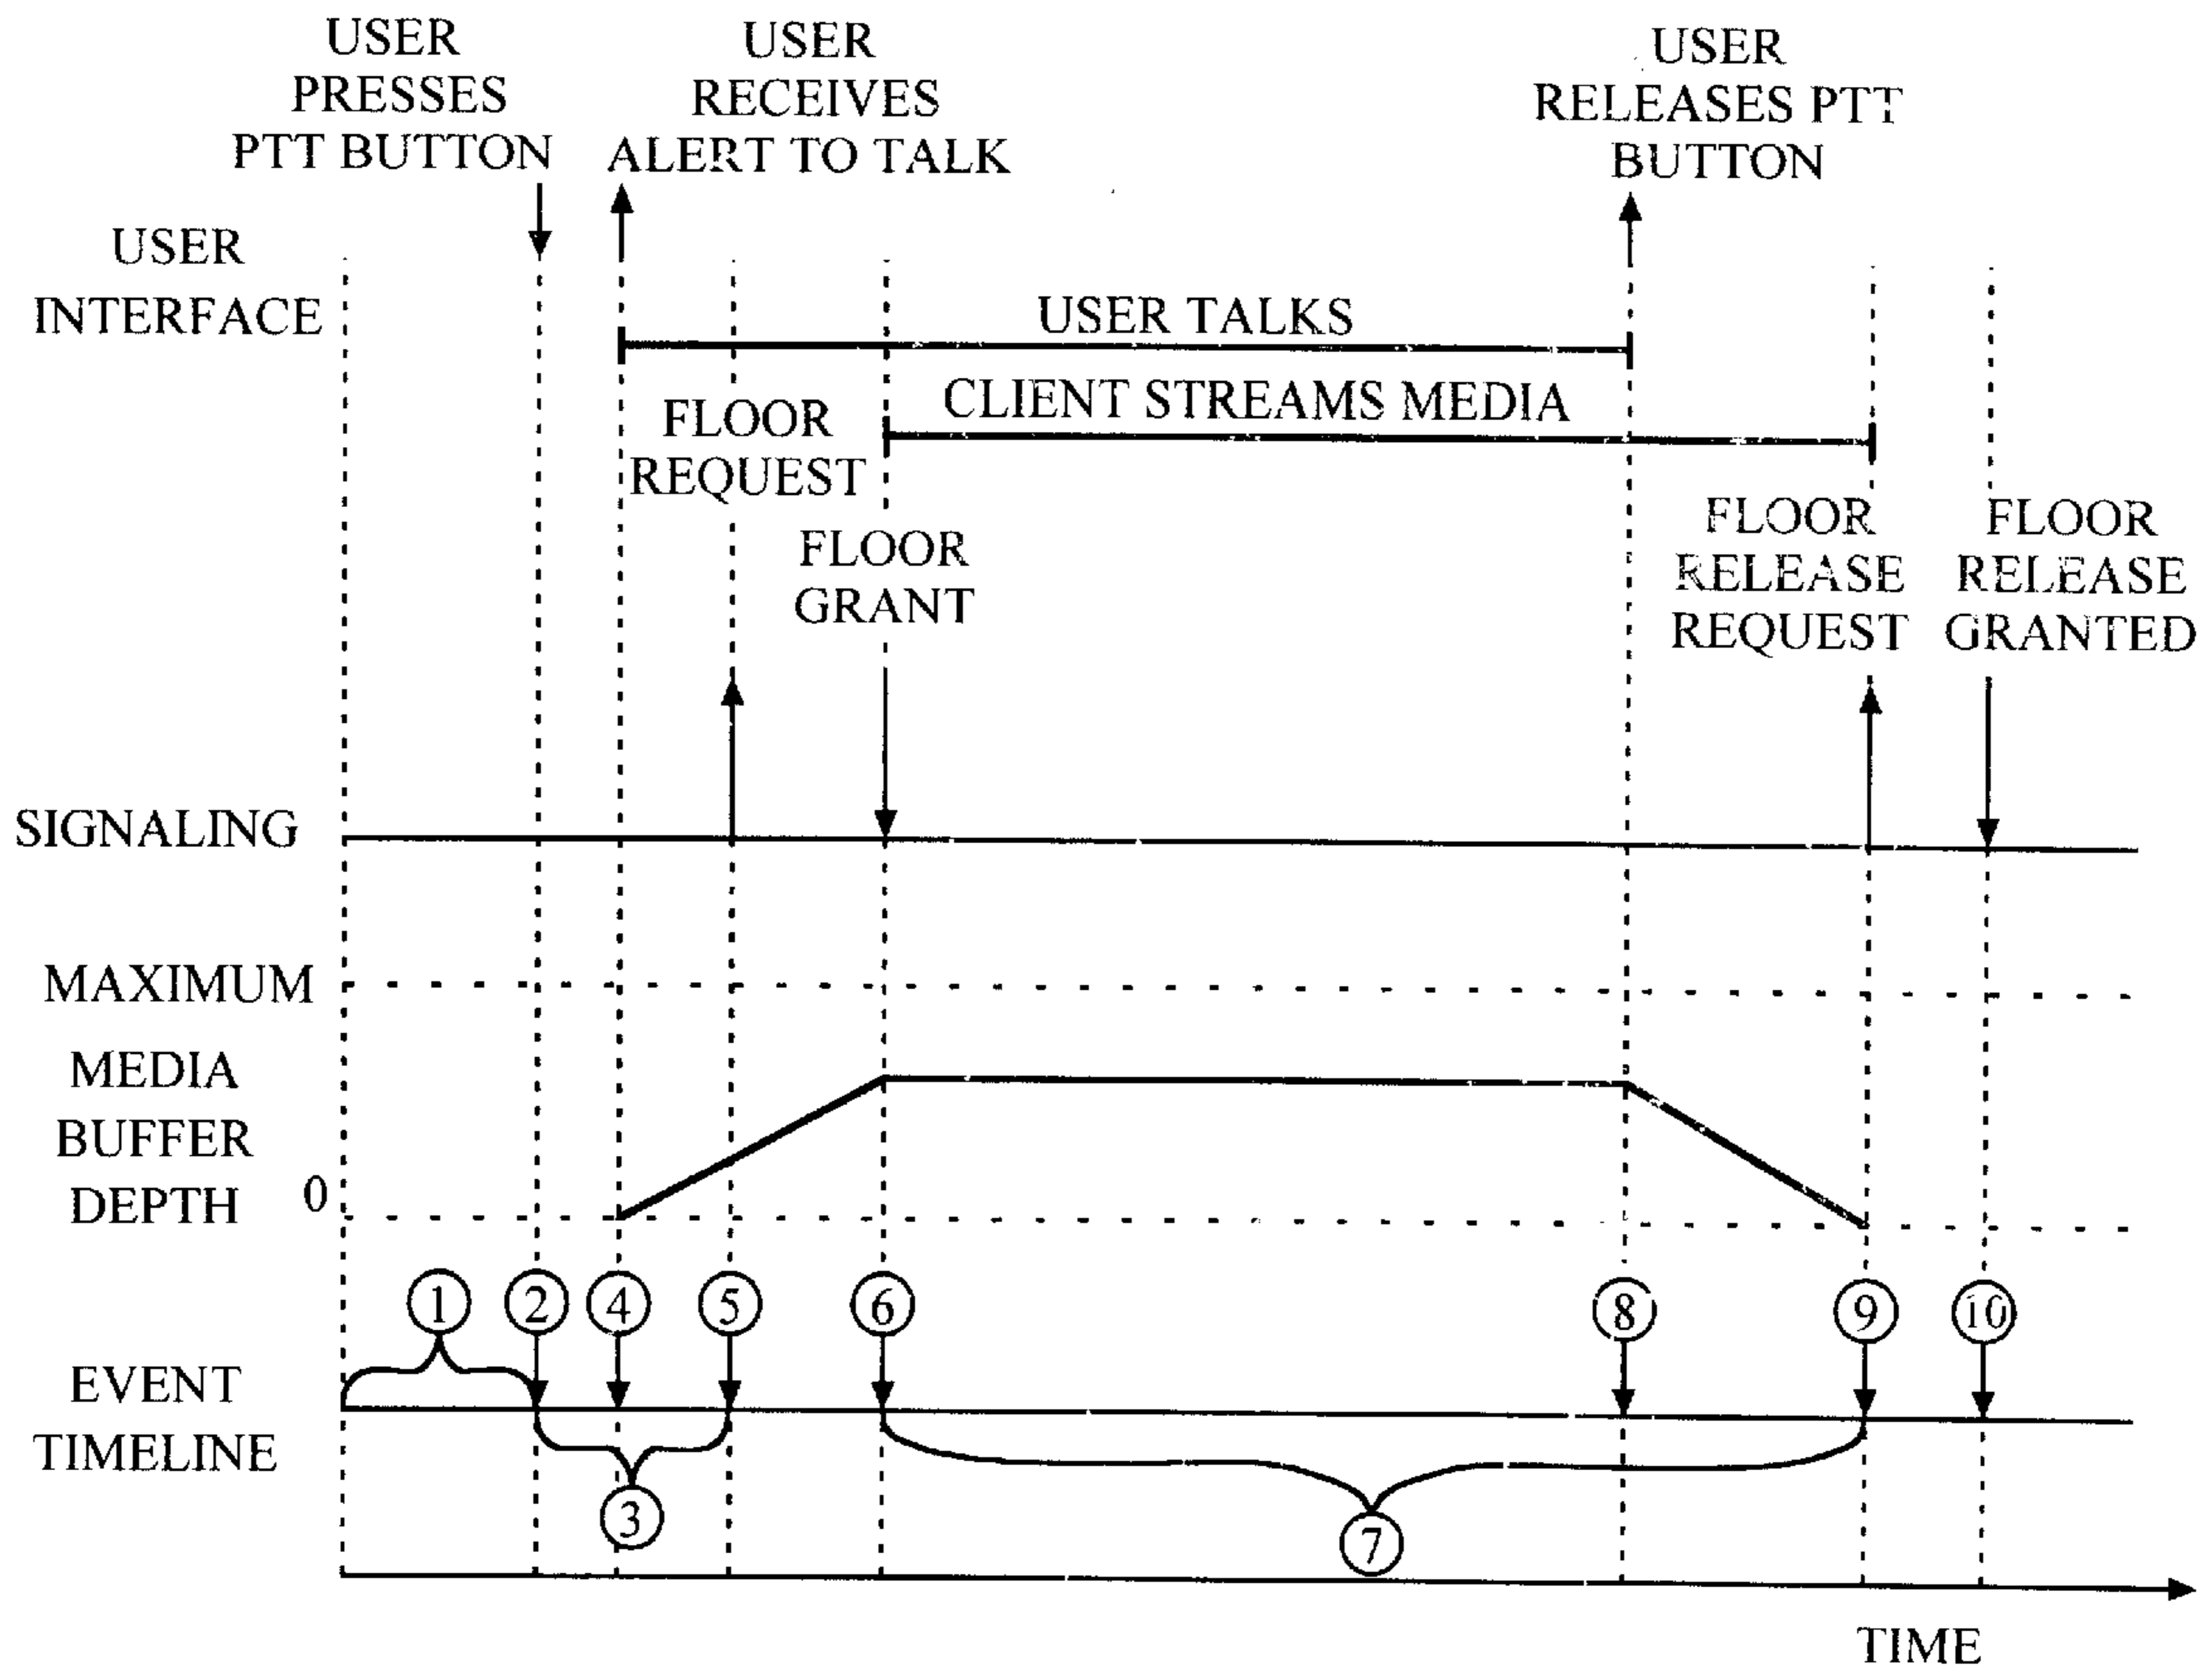 USER
PRESSES
PTT BUTTON
USER
RECEIVES
ALERT TO TALK
USER
RELEASES PTT
BUTTON
USER
INTERFACE
USER TALKS
CLIENT STREAMS MEDIA
FLOOR
REQUEST
FLOOR
GRANT
FLOOR
RELEASE
REQUEST
FLOOR
RELEASE
GRANTED
SIGNALING
MAXIMUM
MEDIA
BUFFER
DEPTH
0
1
2
4
5
6
8
9
10
EVENT
TIMELINE
3
7
TIME